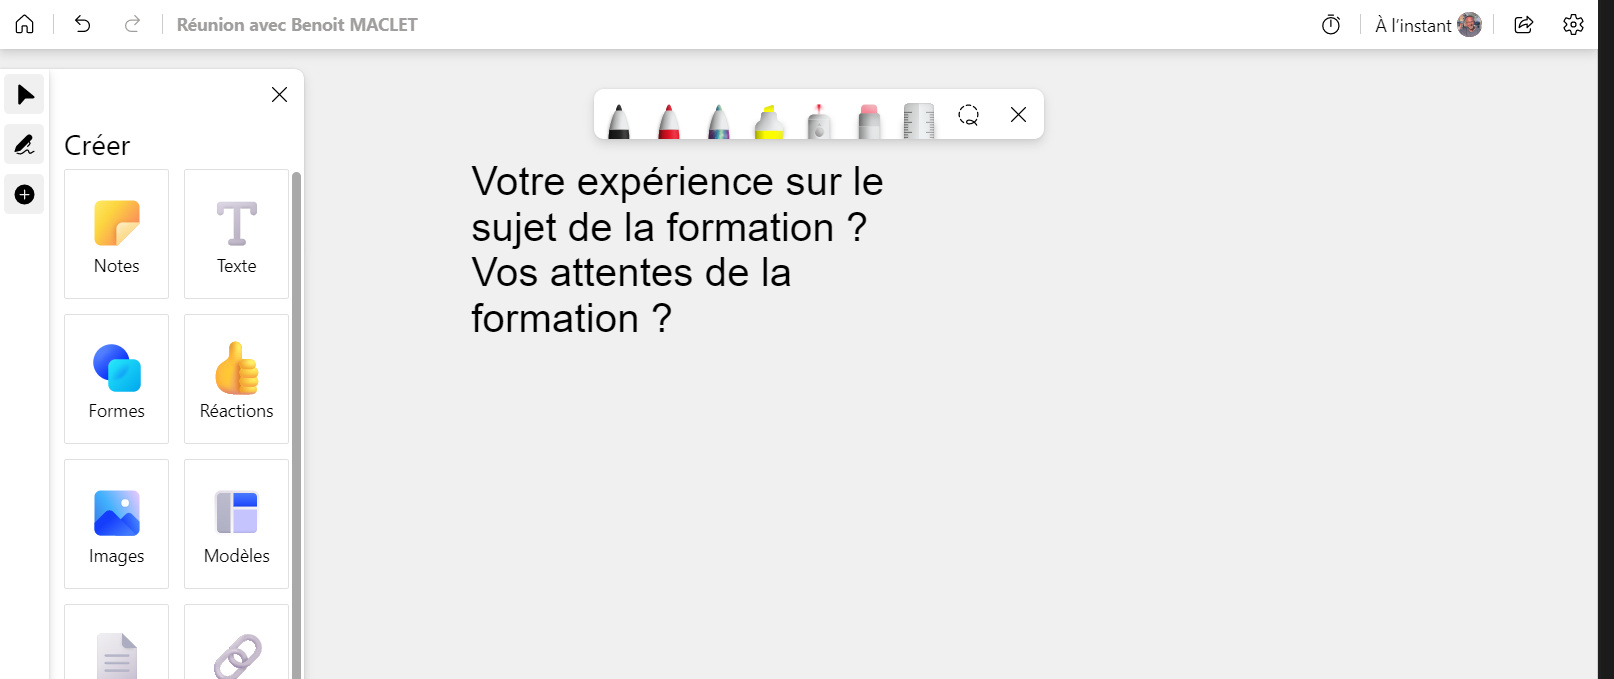 Réunion avec Benoit MACLET
À l'instant
Créer
Notes
Texte
Formes
Réactions
Images
Modèles
Votre expérience sur le
sujet de la formation ?
Vos attentes de la
formation ?